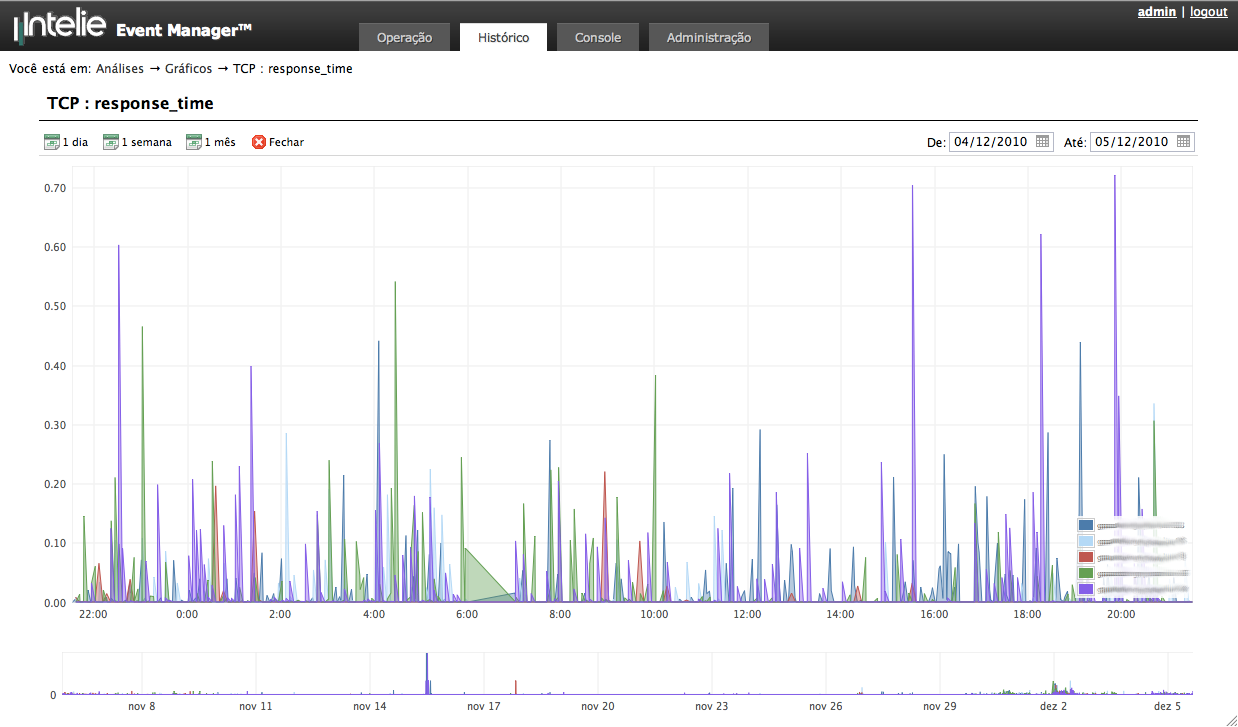 admin | logout
Intelie Event Manager™
Operação Histórico Console Administração
Você está em: Análises → Gráficos → TCP : response_time
TCP : response_time
1 dia 1 semana 1 mês Fechar De: 04/12/2010 Até: 05/12/2010
0.70
0.60
0.50
0.40
0.30
0.20
0.10
0.00
22:00 0:00 2:00 4:00 6:00 8:00 10:00 12:00 14:00 16:00 18:00 20:00
0
nov 8 nov 11 nov 14 nov 17 nov 20 nov 23 nov 26 nov 29 dez 2 dez 5